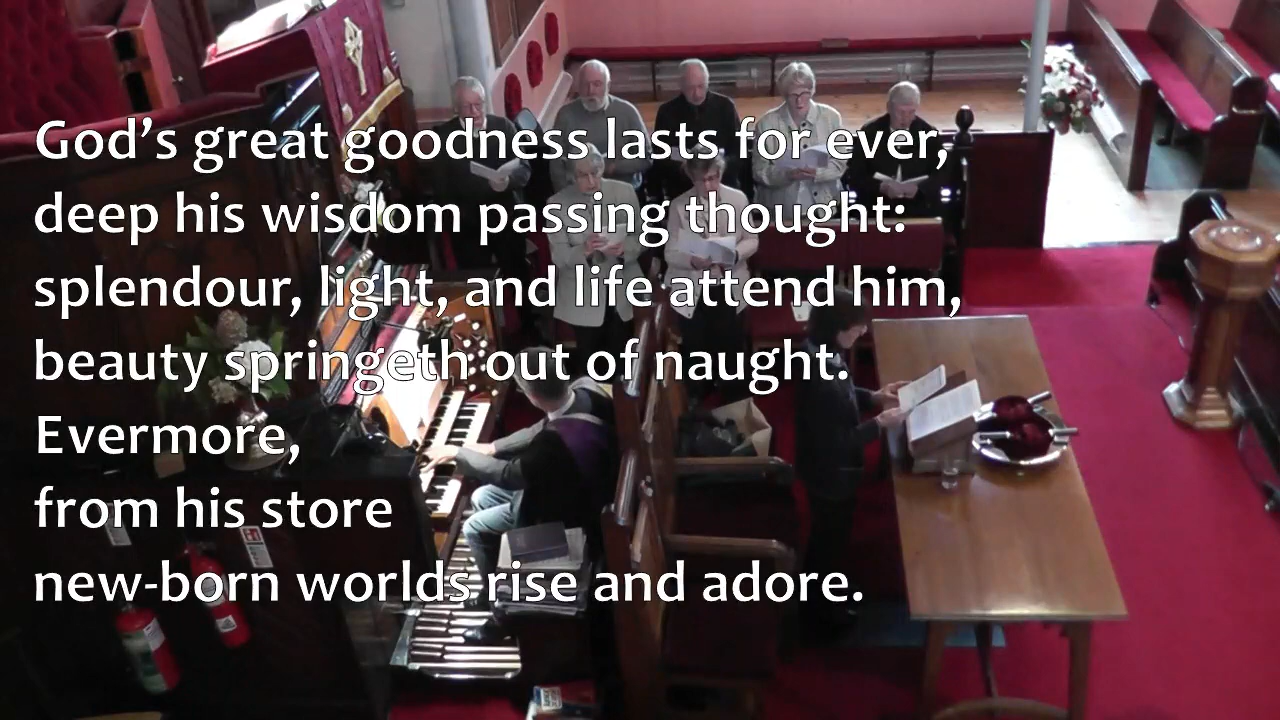 God’s great goodness lasts for ever,
deep his wisdom passing thought:
splendour, light, and life attend him,
beauty springeth out of naught.
Evermore,
from his store
new-born worlds rise and adore.